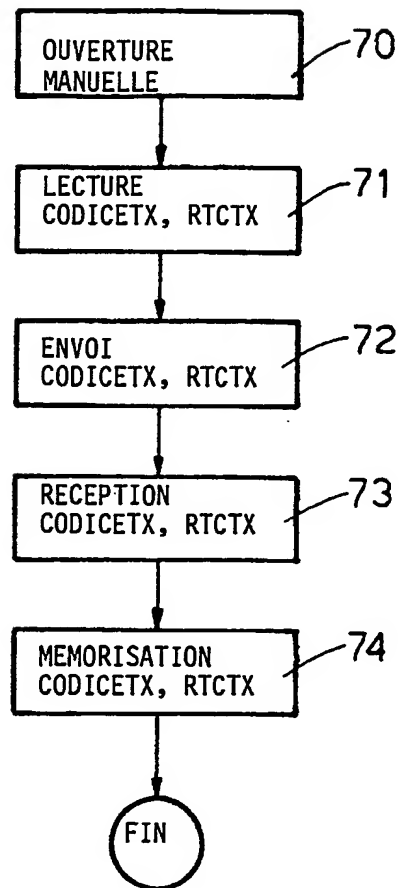 OUVERTURE
MANUELLE
70
LECTURE
CODICETX, RTCTX
71
ENVOI
CODICETX, RTCTX
72
RECEPTION
CODICETX, RTCTX
73
MEMORISATION
CODICETX, RTCTX
74
FIN